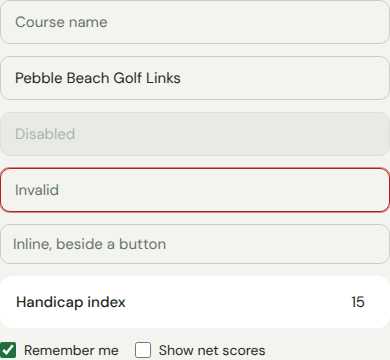 Course name
Pebble Beach Golf Links
Disabled
Invalid
Inline, beside a button
Handicap index 15
Remember me Show net scores